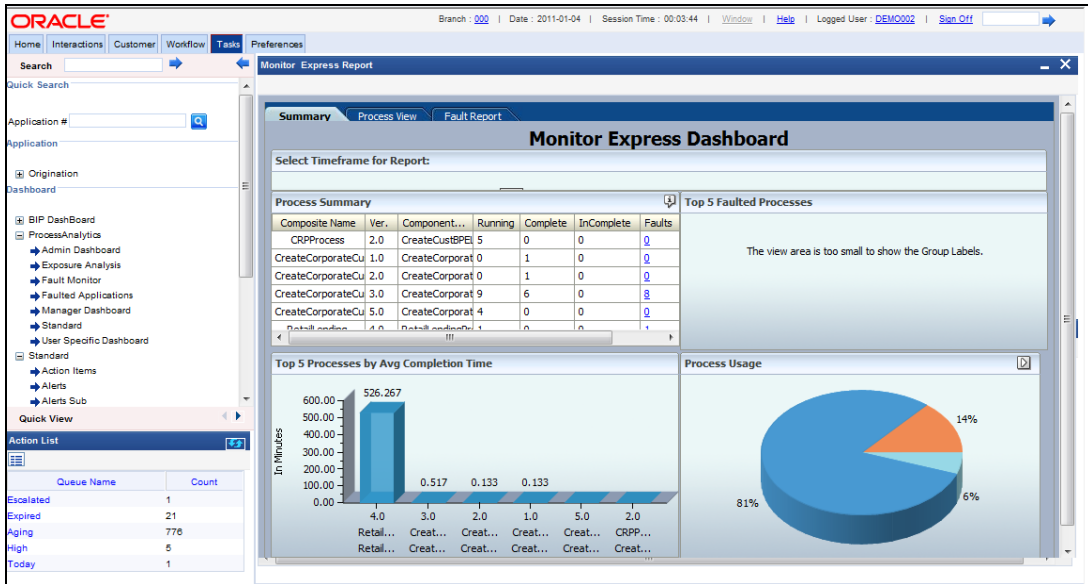 ORACLE
Branch : 000 | Date : 2011-01-04 | Session Time : 00:03:44 | Window | Help | Logged User : DEMO002 | Sign Off
Home Interactions Customer Workflow Tasks Preferences
Search
Quick Search
Application #
Application
Origination
Dashboard
BIP DashBoard
ProcessAnalytics
Admin Dashboard
Exposure Analysis
Fault Monitor
Faulted Applications
Manager Dashboard
Standard
User Specific Dashboard
Standard
Action Items
Alerts
Alerts Sub
Quick View
Action List
Queue Name Count
Escalated 1
Expired 21
Aging 776
High 5
Today 1
Monitor Express Report
Summary Process View Fault Report
Monitor Express Dashboard
Select Timeframe for Report:
Process Summary
Composite Name Ver. Component... Running Complete InComplete Faults
CRPProcess 2.0 CreateCustBPEL 5 0 0 0
CreateCorporateCu 1.0 CreateCorporat 0 1 0 0
CreateCorporateCu 2.0 CreateCorporat 0 1 0 0
CreateCorporateCu 3.0 CreateCorporat 9 6 0 8
CreateCorporateCu 5.0 CreateCorporat 4 0 0 0
RetailLending 4.0 RetailLendingPr 1 0 0 1
Top 5 Faulted Processes
The view area is too small to show the Group Labels.
Top 5 Processes by Avg Completion Time
In Minutes
600.00
500.00
400.00
300.00
200.00
100.00
0.00
526.267
0.517
0.133
0.133
4.0 3.0 2.0 1.0 5.0 2.0
Retail... Creat... Creat... Creat... Creat... CRPP...
Retail... Creat... Creat... Creat... Creat... Creat...
Process Usage
14%
6%
81%